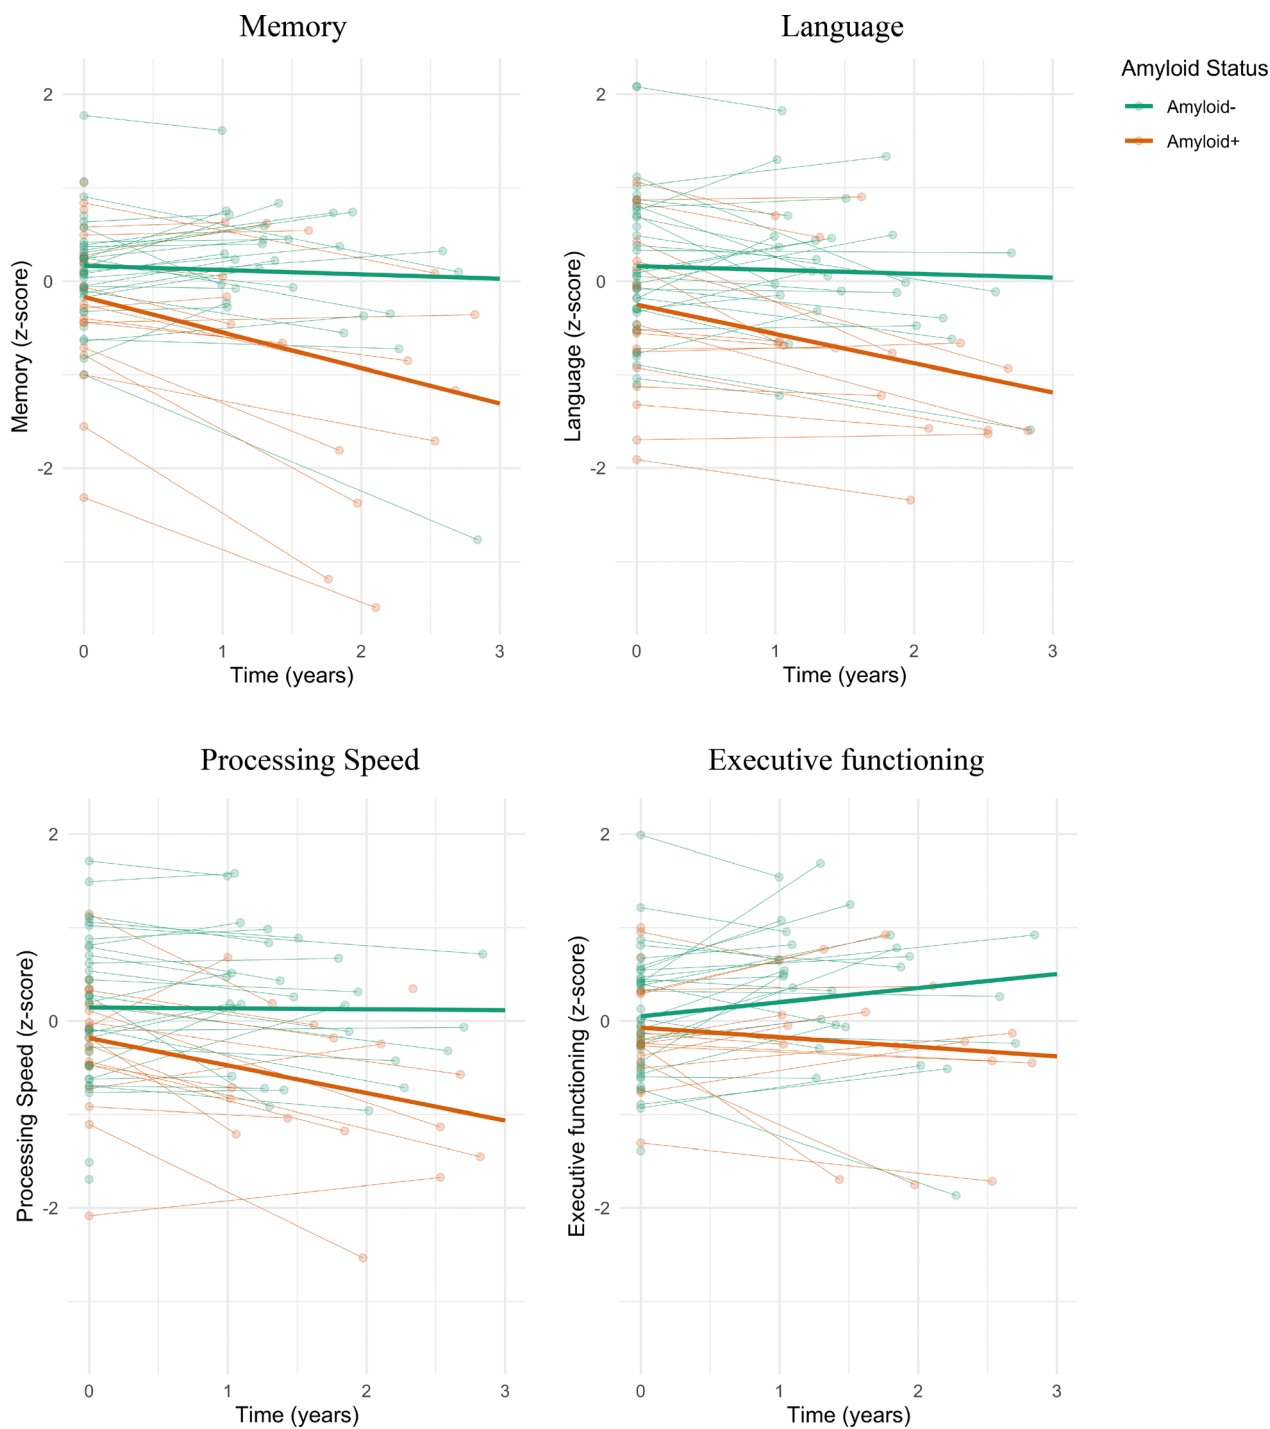 Memory
Language
Amyloid Status
Amyloid-
Amyloid+
2
0
-2
Memory (z-score)
0 1 2 3
Time (years)
2
0
-2
Language (z-score)
0 1 2 3
Time (years)
Processing Speed
Executive functioning
2
0
-2
Processing Speed (z-score)
0 1 2 3
Time (years)
2
0
-2
Executive functioning (z-score)
0 1 2 3
Time (years)